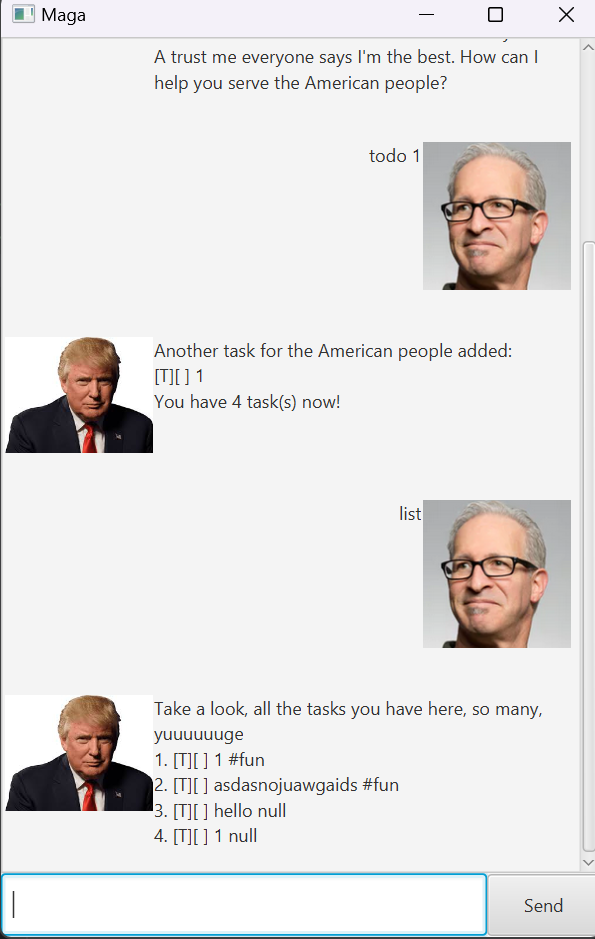 Maga
A trust me everyone says I'm the best. How can I
help you serve the American people?
todo 1
Another task for the American people added:
[T][ ] 1
You have 4 task(s) now!
list
Take a look, all the tasks you have here, so many,
yuuuuuuge
1. [T][ ] 1 #fun
2. [T][ ] asdasnojuawgaids #fun
3. [T][ ] hello null
4. [T][ ] 1 null
Send